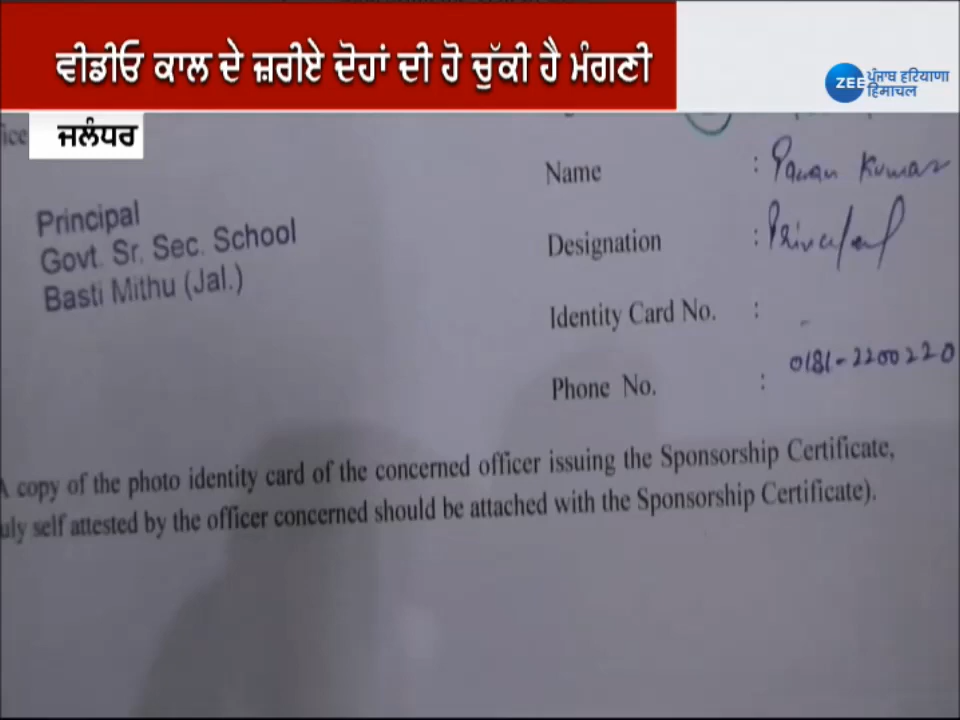 ਵੀਡੀਓ ਕਾਲ ਦੇ ਜ਼ਰੀਏ ਦੋਹਾਂ ਦੀ ਹੋ ਚੁੱਕੀ ਹੈ ਮੰਗਣੀ
ZEE ਪੰਜਾਬ ਹਰਿਆਣਾ
ਹਿਮਾਚਲ
ਜਲੰਧਰ
Name : Pawan Kumar
Principal
Govt. Sr. Sec. School
Basti Mithu (Jal.)
Designation : Principal
Identity Card No. : -
Phone No. : 0181-2200220
A copy of the photo identity card of the concerned officer issuing the Sponsorship Certificate,
uly self attested by the officer concerned should be attached with the Sponsorship Certificate).